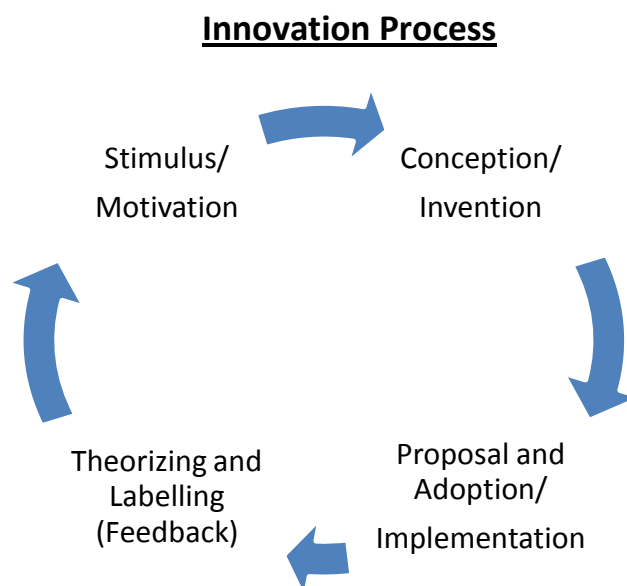 Innovation Process
Stimulus/
Motivation
Conception/
Invention
Proposal and
Adoption/
Implementation
Theorizing and
Labelling
(Feedback)